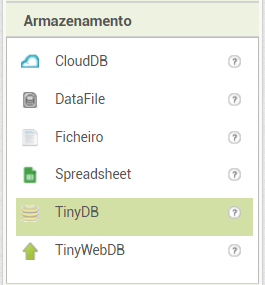 Armazenamento
CloudDB ?
DataFile ?
Ficheiro ?
Spreadsheet ?
TinyDB ?
TinyWebDB ?